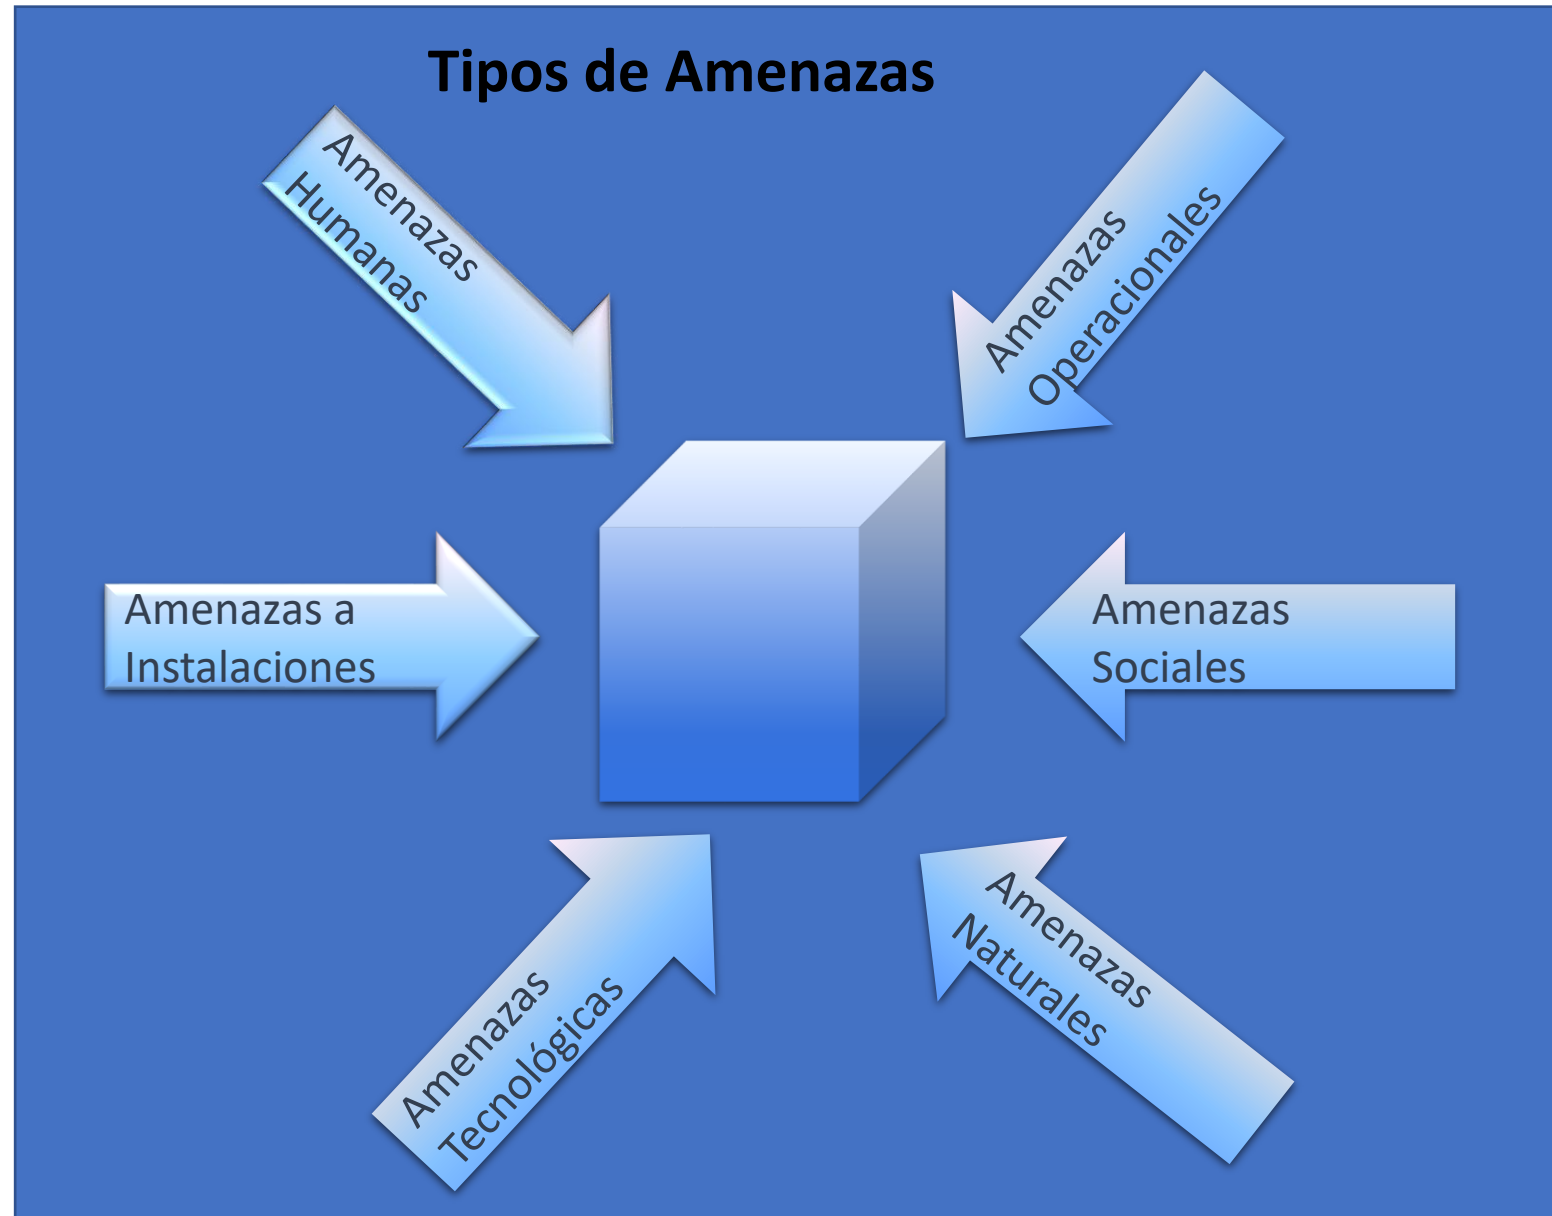 Tipos de Amenazas
Amenazas
Humanas
Amenazas
Operacionales
Amenazas a
Instalaciones
Amenazas
Sociales
Amenazas
Tecnológicas
Amenazas
Naturales